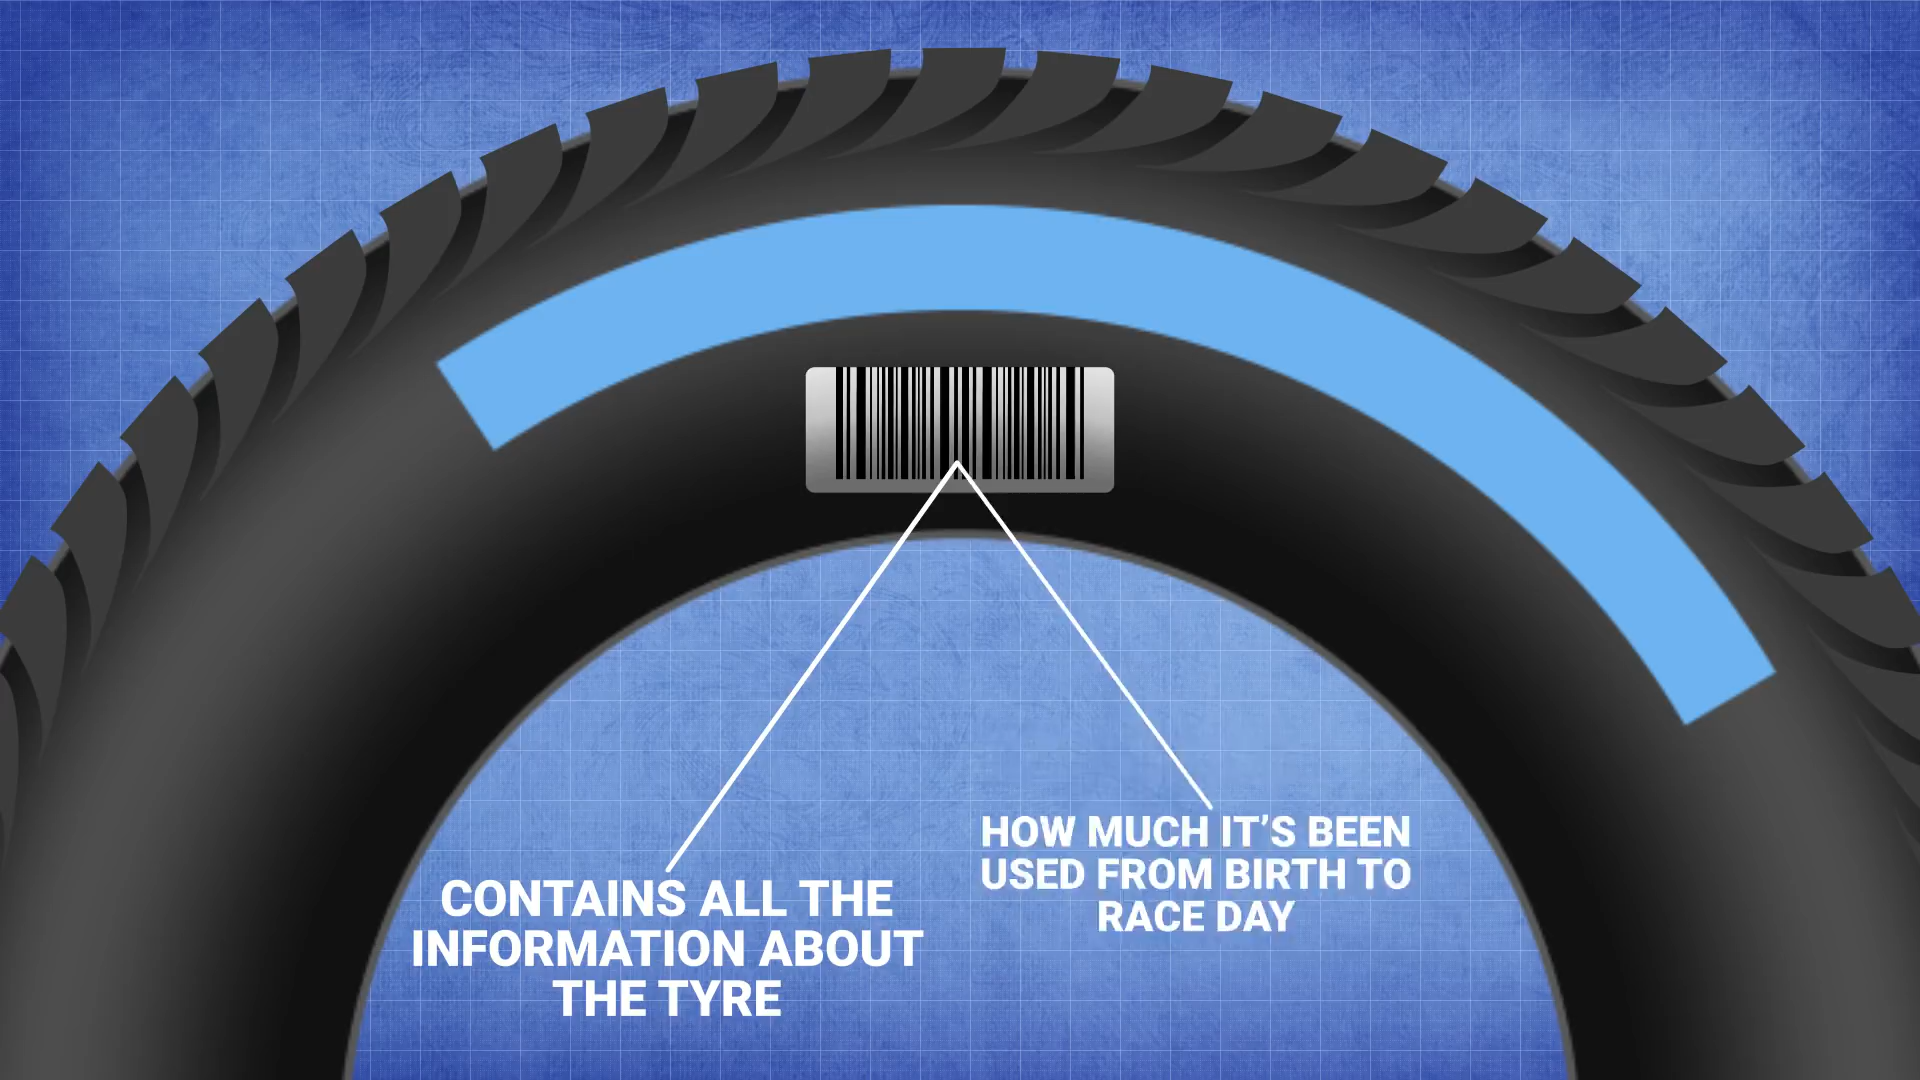 CONTAINS ALL THE
INFORMATION ABOUT
THE TYRE
HOW MUCH IT’S BEEN
USED FROM BIRTH TO
RACE DAY